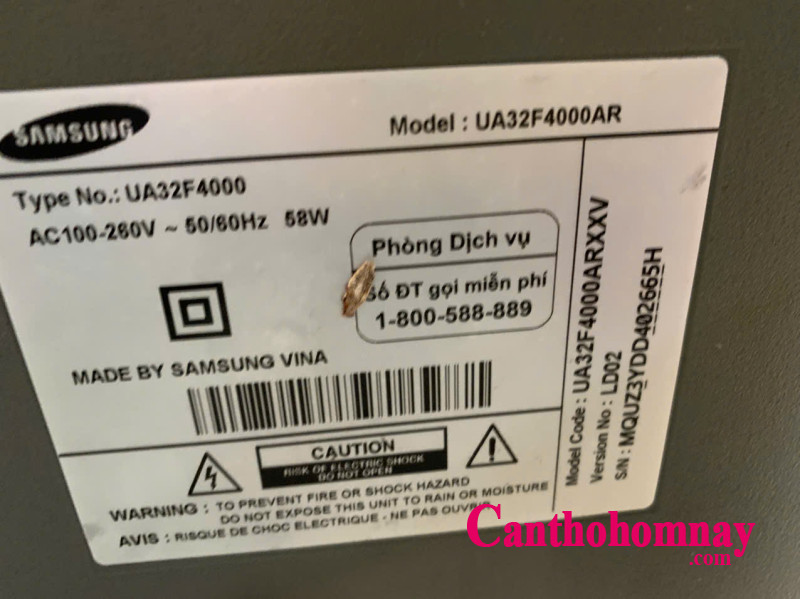 SAMSUNG
Model : UA32F4000AR
Type No.: UA32F4000
AC100-260V ~ 50/60Hz 58W
Phòng Dịch vụ
Số ĐT gọi miễn phí
1-800-588-889
MADE BY SAMSUNG VINA
Model Code : UA32F4000ARXXV
Version No : LD02
S/N : MQUZ3YDD402665H
CAUTION
RISK OF ELECTRIC SHOCK
DO NOT OPEN
WARNING : TO PREVENT FIRE OR SHOCK HAZARD
DO NOT EXPOSE THIS UNIT TO RAIN OR MOISTURE
AVIS : RISQUE DE CHOC ELECTRIQUE - NE PAS OUVRIR
Canthohomnay
.com